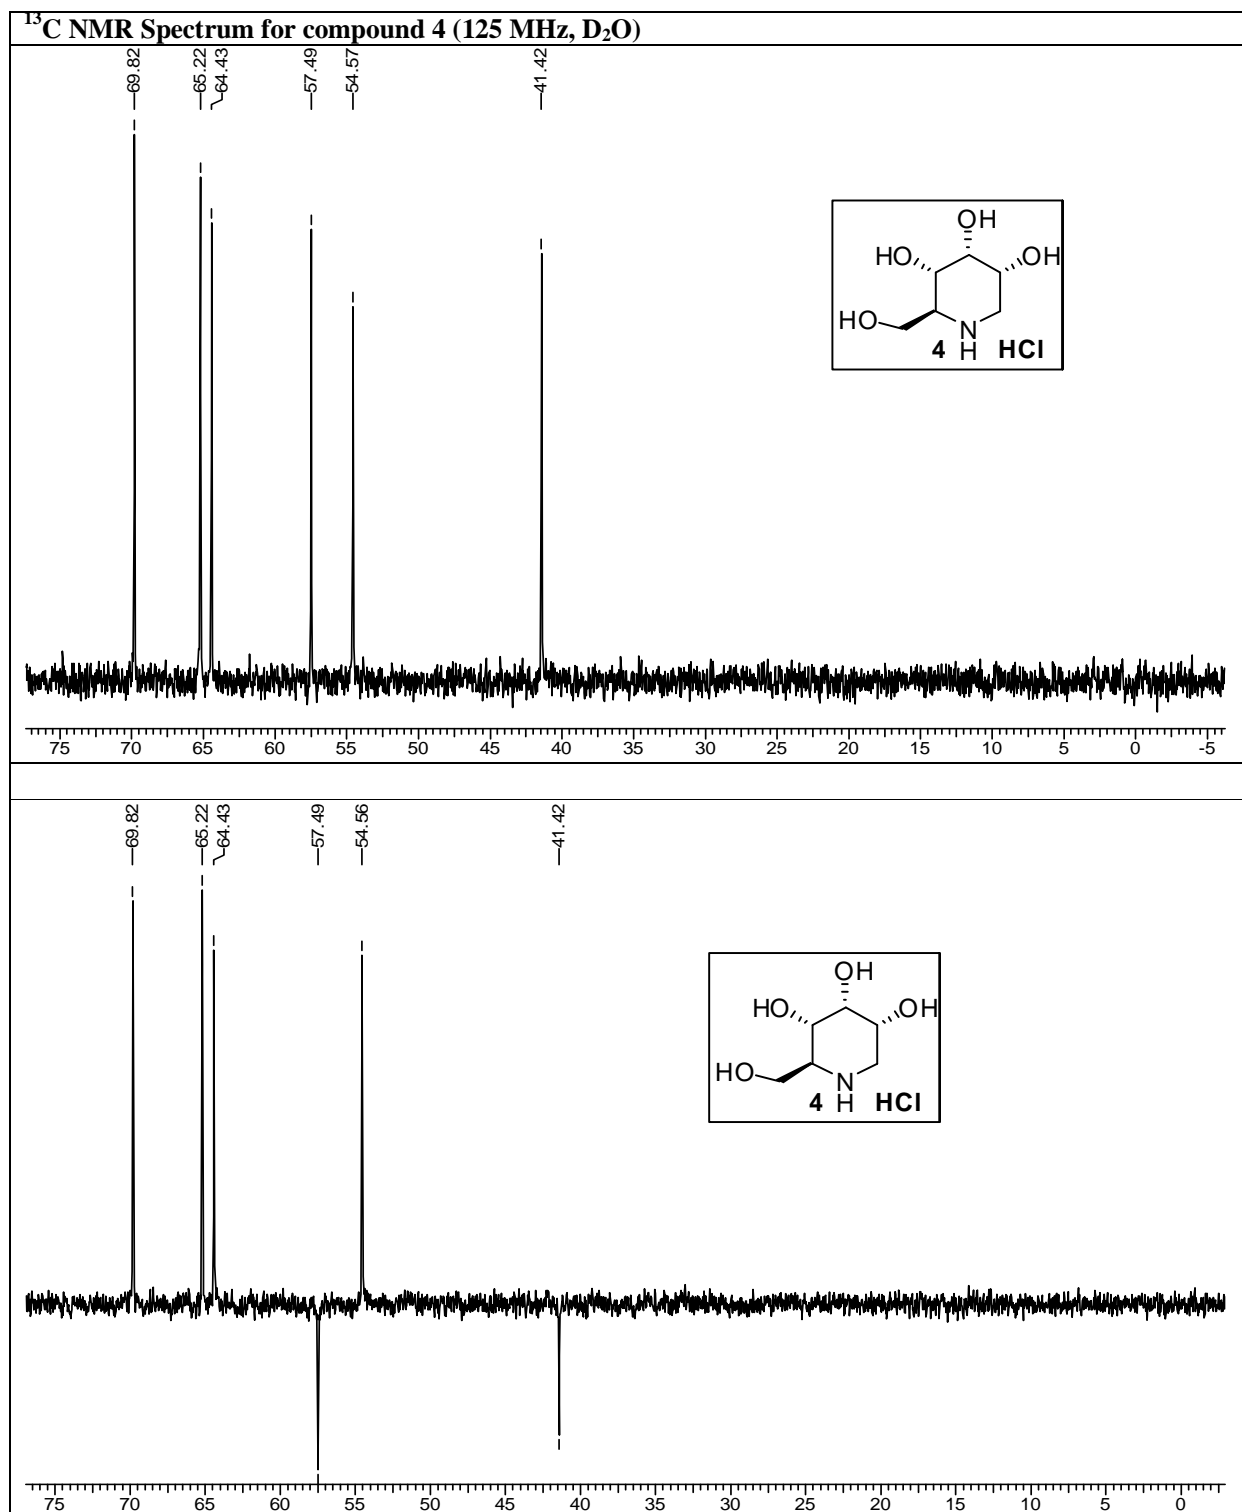 ¹³C NMR Spectrum for compound 4 (125 MHz, D₂O)
69.82 65.22 64.43 57.49 54.57 41.42
OH
HO OH
HO N
4 H HCl
75 70 65 60 55 50 45 40 35 30 25 20 15 10 5 0 -5
69.82 65.22 64.43 57.49 54.56 41.42
OH
HO OH
HO N
4 H HCl
75 70 65 60 55 50 45 40 35 30 25 20 15 10 5 0